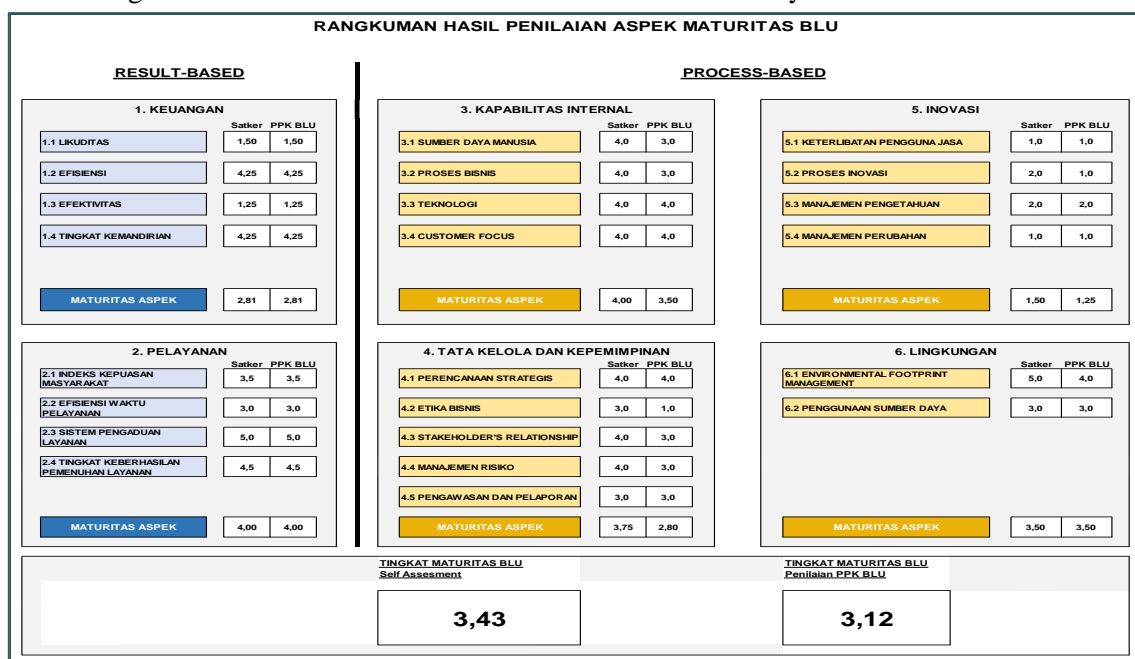 RANGKUMAN HASIL PENILAIAN ASPEK MATURITAS BLU
RESULT-BASED
PROCESS-BASED
1. KEUANGAN
Satker PPK BLU
1.1 LIKUDITAS 1,50 1,50
1.2 EFISIENSI 4,25 4,25
1.3 EFEKTIVITAS 1,25 1,25
1.4 TINGKAT KEMANDIRIAN 4,25 4,25
MATURITAS ASPEK 2,81 2,81
3. KAPABILITAS INTERNAL
Satker PPK BLU
3.1 SUMBER DAYA MANUSIA 4,0 3,0
3.2 PROSES BISNIS 4,0 3,0
3.3 TEKNOLOGI 4,0 4,0
3.4 CUSTOMER FOCUS 4,0 4,0
MATURITAS ASPEK 4,00 3,50
5. INOVASI
Satker PPK BLU
5.1 KETERLIBATAN PENGGUNA JASA 1,0 1,0
5.2 PROSES INOVASI 2,0 1,0
5.3 MANAJEMEN PENGETAHUAN 2,0 2,0
5.4 MANAJEMEN PERUBAHAN 1,0 1,0
MATURITAS ASPEK 1,50 1,25
2. PELAYANAN
Satker PPK BLU
2.1 INDEKS KEPUASAN
MASYARAKAT 3,5 3,5
2.2 EFISIENSI WAKTU
PELAYANAN 3,0 3,0
2.3 SISTEM PENGADUAN
LAYANAN 5,0 5,0
2.4 TINGKAT KEBERHASILAN
PEMENUHAN LAYANAN 4,5 4,5
MATURITAS ASPEK 4,00 4,00
4. TATA KELOLA DAN KEPEMIMPINAN
Satker PPK BLU
4.1 PERENCANAAN STRATEGIS 4,0 4,0
4.2 ETIKA BISNIS 3,0 1,0
4.3 STAKEHOLDER'S RELATIONSHIP 4,0 3,0
4.4 MANAJEMEN RISIKO 4,0 3,0
4.5 PENGAWASAN DAN PELAPORAN 3,0 3,0
MATURITAS ASPEK 3,75 2,80
6. LINGKUNGAN
Satker PPK BLU
6.1 ENVIRONMENTAL FOOTPRINT
MANAGEMENT 5,0 4,0
6.2 PENGGUNAAN SUMBER DAYA 3,0 3,0
MATURITAS ASPEK 3,50 3,50
TINGKAT MATURITAS BLU
Self Assesment
3,43
TINGKAT MATURITAS BLU
Penilaian PPK BLU
3,12